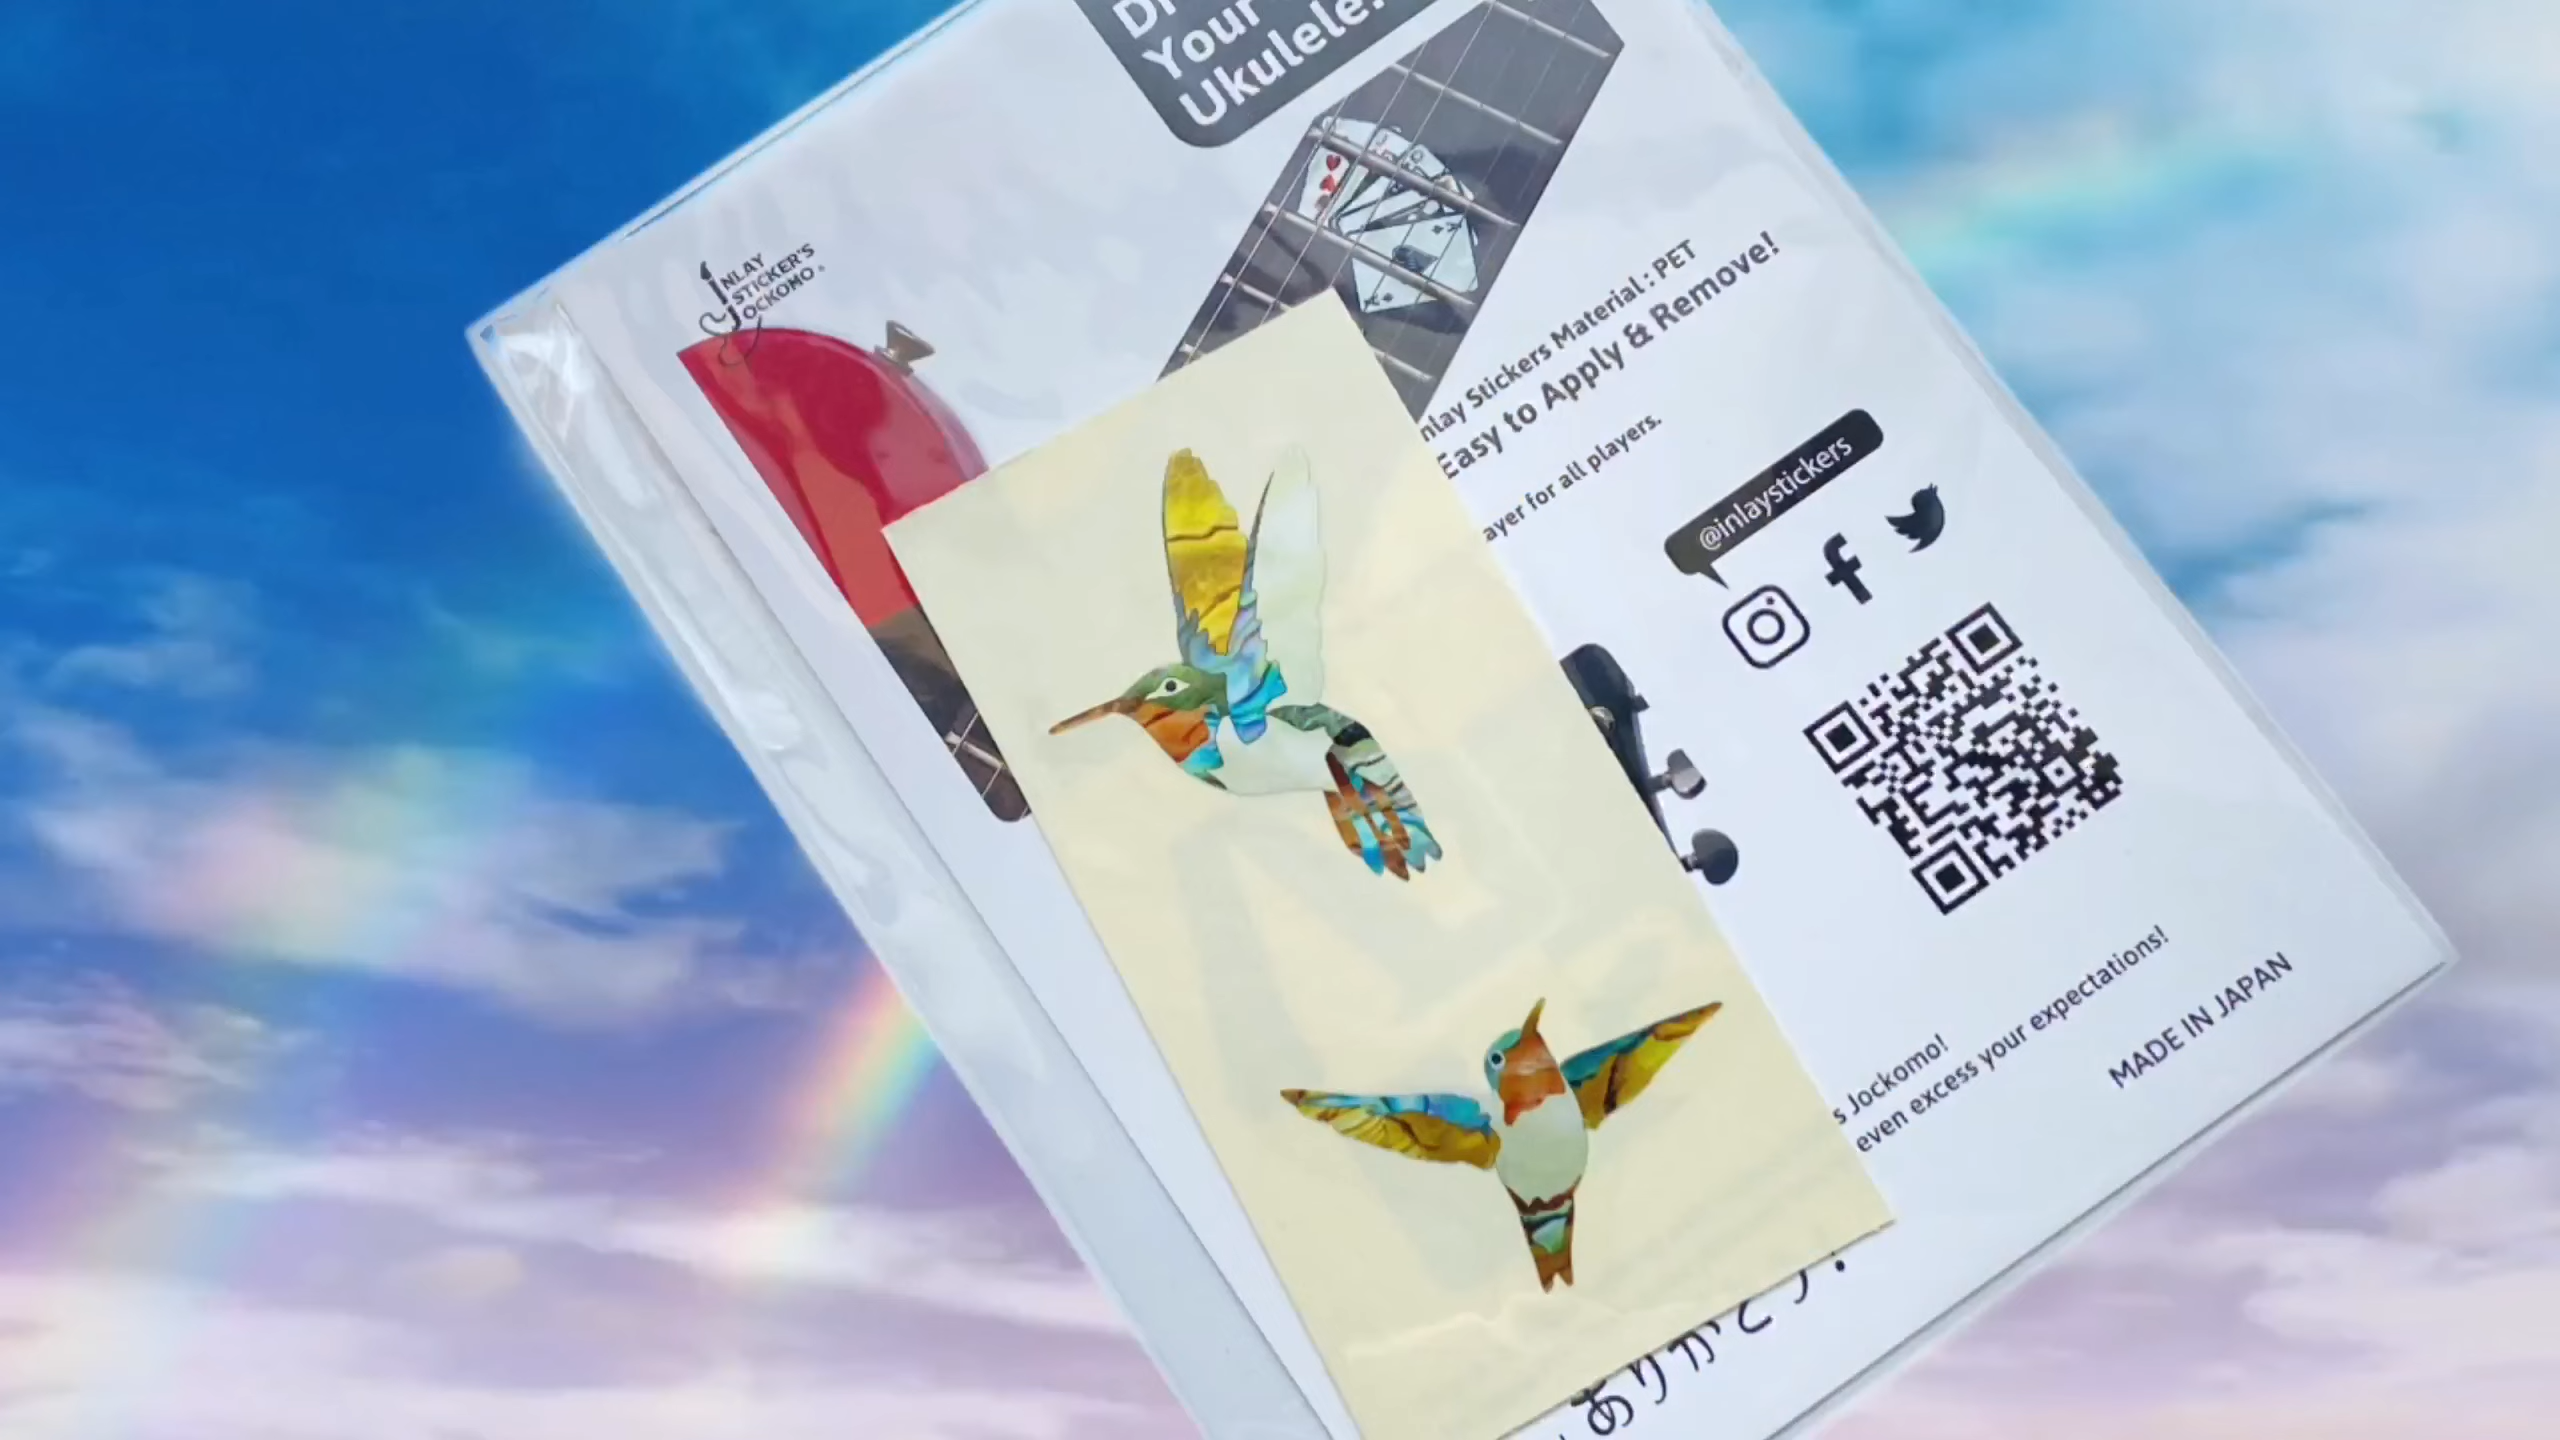 Your
Ukulele.
INLAY
STICKER'S
JOCKOMO
nlay Stickers Material : PET
Easy to Apply & Remove!
ayer for all players.
@inlaystickers
s Jockomo!
even excess your expectations!
MADE IN JAPAN
ありがとう!